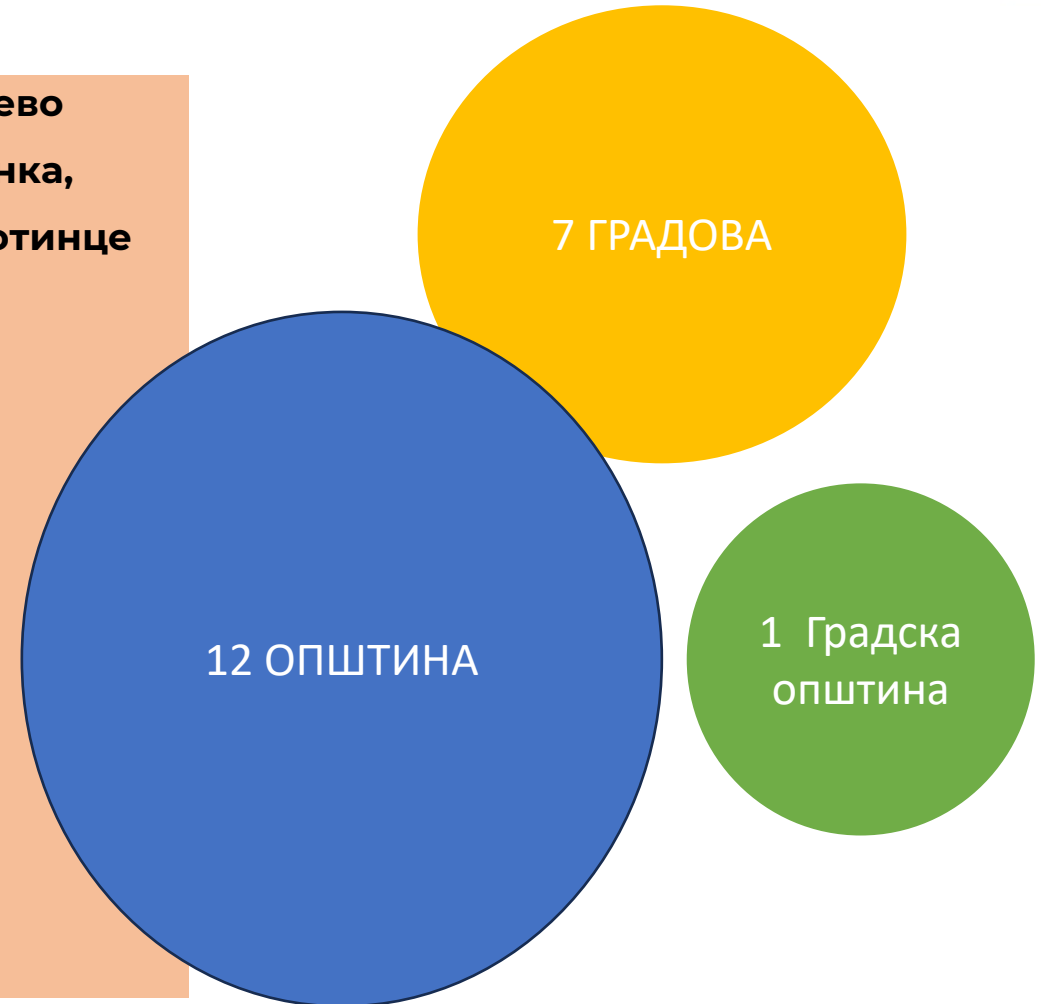 ево
нка,
отинце
7 ГРАДОВА
12 ОПШТИНА
1 Градска
општина